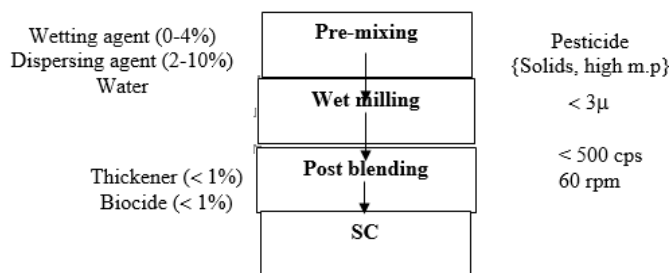 Pre-mixing
Wetting agent (0-4%)
Dispersing agent (2-10%)
Water
Pesticide
{Solids, high m.p}
Wet milling
< 3μ
Post blending
Thickener (< 1%)
Biocide (< 1%)
< 500 cps
60 rpm
SC